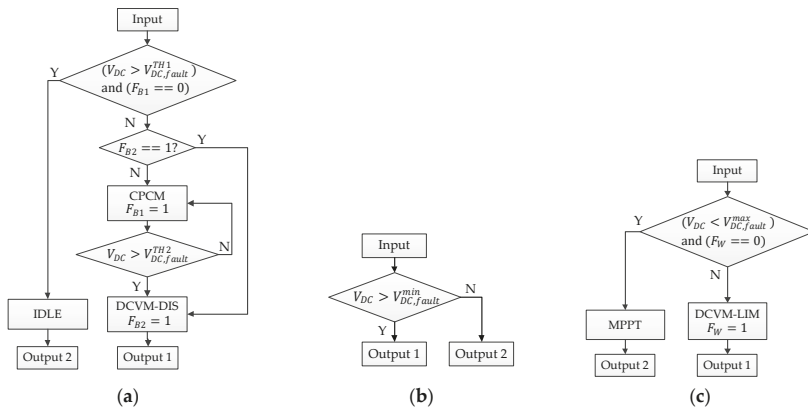 Input
(V_DC > V_DC,fault^TH1)
and (F_B1 == 0)
Y
N
F_B2 == 1?
Y
N
CPCM
F_B1 = 1
V_DC > V_DC,fault^TH2
N
Y
IDLE
DCVM-DIS
F_B2 = 1
Output 2
Output 1
(a)
Input
V_DC > V_DC,fault^min
N
Y
Output 1
Output 2
(b)
Input
(V_DC < V_DC,fault^max)
and (F_W == 0)
Y
N
MPPT
DCVM-LIM
F_W = 1
Output 2
Output 1
(c)